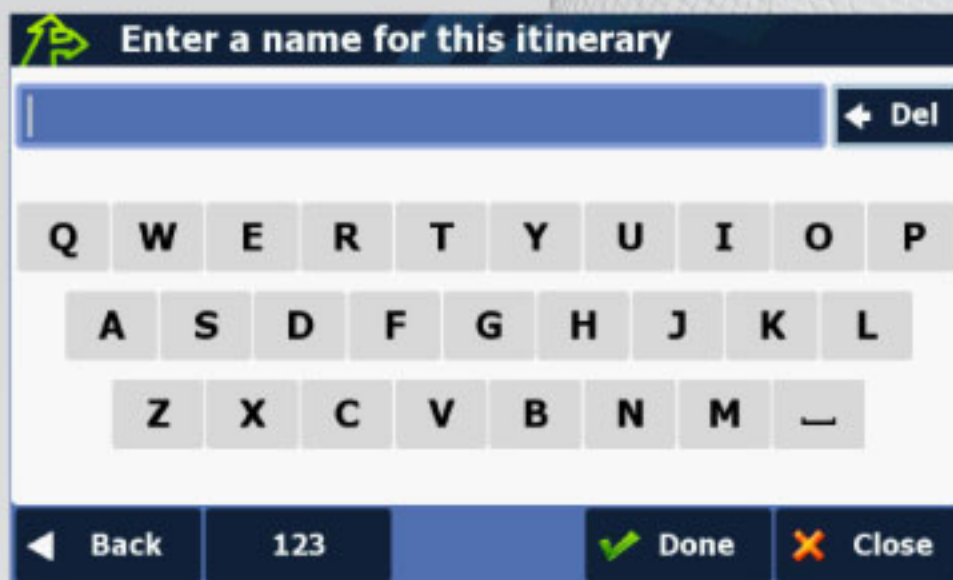 Enter a name for this itinerary
Del
Q W E R T Y U I O P
A S D F G H J K L
Z X C V B N M
Back 123 Done Close